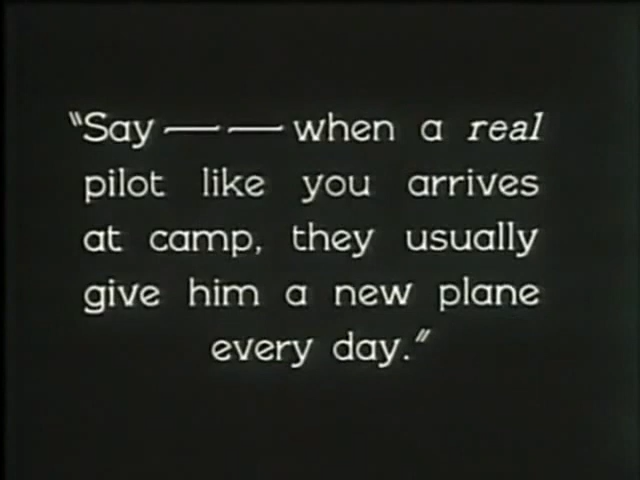 "Say — — when a real
pilot like you arrives
at camp, they usually
give him a new plane
every day."